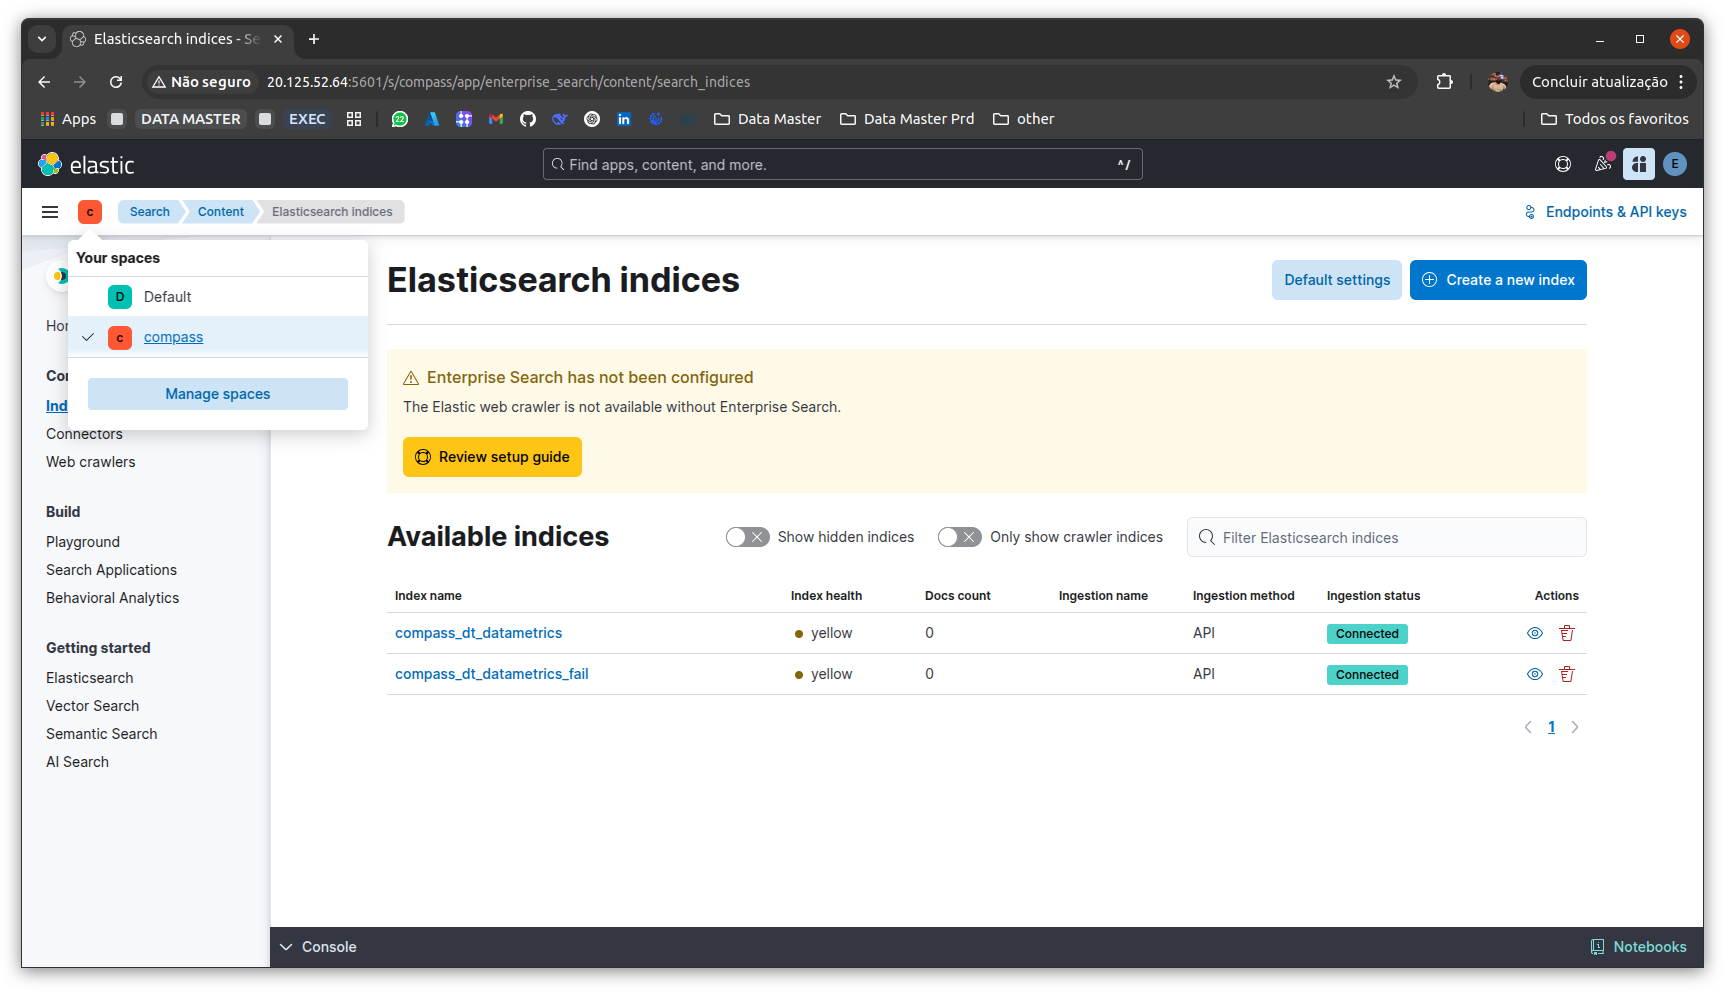 Elasticsearch indices - Se
Não seguro 20.125.52.64:5601/s/compass/app/enterprise_search/content/search_indices Concluir atualização
Apps DATA MASTER EXEC 22 in Data Master Data Master Prd other Todos os favoritos
elastic Find apps, content, and more. ^/ E
c Search Content Elasticsearch indices Endpoints & API keys
Your spaces
D Default
c compass
Manage spaces
Hor
Cor
Ind
Connectors
Web crawlers
Build
Playground
Search Applications
Behavioral Analytics
Getting started
Elasticsearch
Vector Search
Semantic Search
AI Search
Elasticsearch indices
Default settings Create a new index
Enterprise Search has not been configured
The Elastic web crawler is not available without Enterprise Search.
Review setup guide
Available indices Show hidden indices Only show crawler indices Filter Elasticsearch indices
Index name Index health Docs count Ingestion name Ingestion method Ingestion status Actions
compass_dt_datametrics yellow 0 API Connected
compass_dt_datametrics_fail yellow 0 API Connected
1
Console Notebooks